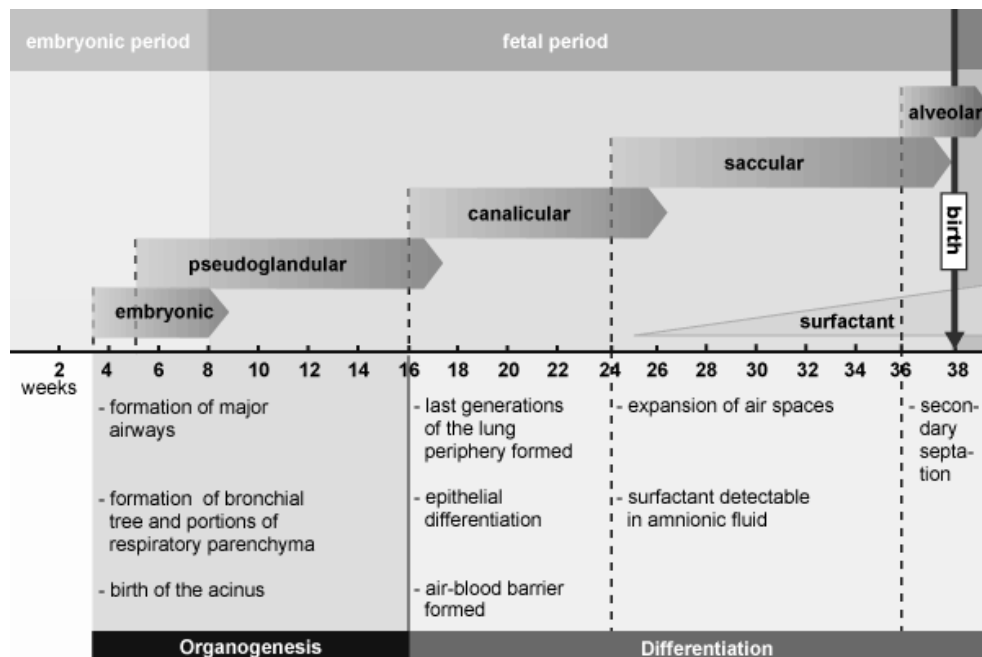 embryonic period
fetal period
alveolar
saccular
canalicular
pseudoglandular
embryonic
birth
surfactant
2 4 6 8 10 12 14 16 18 20 22 24 26 28 30 32 34 36 38
weeks
- formation of major
airways
- formation of bronchial
tree and portions of
respiratory parenchyma
- birth of the acinus
- last generations
of the lung
periphery formed
- epithelial
differentiation
- air-blood barrier
formed
- expansion of air spaces
- surfactant detectable
in amnionic fluid
- secon-
dary
septa-
tion
Organogenesis
Differentiation